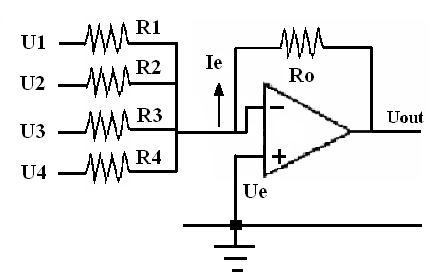 U1 R1
U2 R2
U3 R3
U4 R4
Ie
Ro
−
+
Ue
Uout